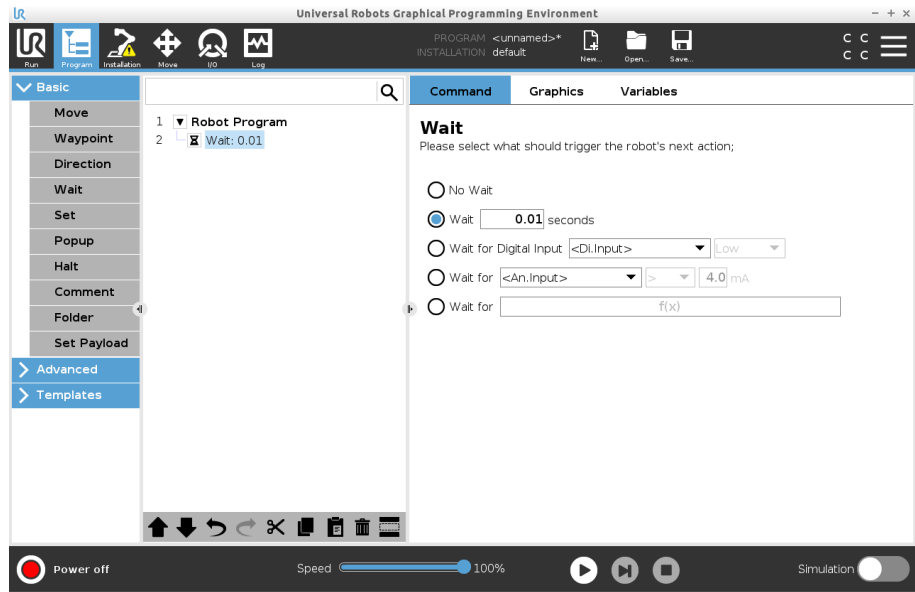 UR
Universal Robots Graphical Programming Environment
UR
Run
Program
Installation
Move
I/O
Log
PROGRAM <unnamed>*
INSTALLATION default
New...
Open...
Save...
C C
C C
Basic
Move
Waypoint
Direction
Wait
Set
Popup
Halt
Comment
Folder
Set Payload
Advanced
Templates
1 Robot Program
2 Wait: 0.01
Command Graphics Variables
Wait
Please select what should trigger the robot's next action;
No Wait
Wait 0.01 seconds
Wait for Digital Input <Di.Input> Low
Wait for <An.Input> > 4.0 mA
Wait for f(x)
Power off
Speed 100%
Simulation